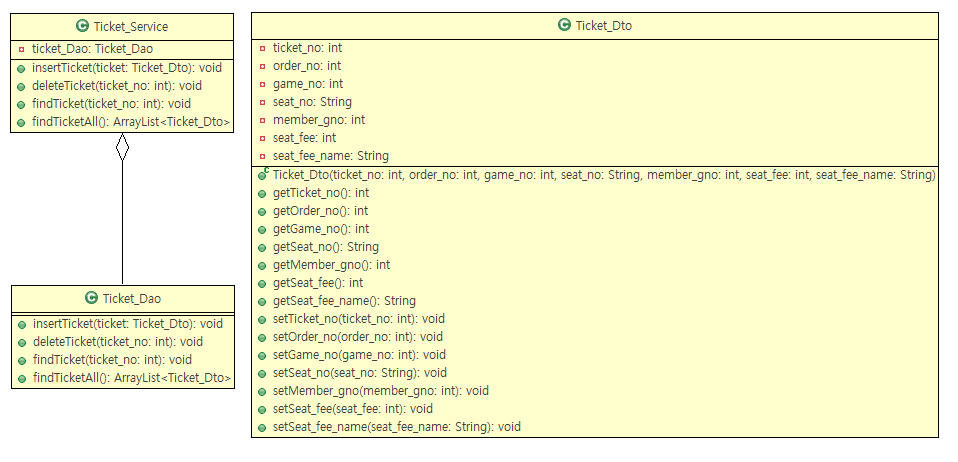 Ticket_Service
ticket_Dao: Ticket_Dao
insertTicket(ticket: Ticket_Dto): void
deleteTicket(ticket_no: int): void
findTicket(ticket_no: int): void
findTicketAll(): ArrayList<Ticket_Dto>
Ticket_Dao
insertTicket(ticket: Ticket_Dto): void
deleteTicket(ticket_no: int): void
findTicket(ticket_no: int): void
findTicketAll(): ArrayList<Ticket_Dto>
Ticket_Dto
ticket_no: int
order_no: int
game_no: int
seat_no: String
member_gno: int
seat_fee: int
seat_fee_name: String
Ticket_Dto(ticket_no: int, order_no: int, game_no: int, seat_no: String, member_gno: int, seat_fee: int, seat_fee_name: String)
getTicket_no(): int
getOrder_no(): int
getGame_no(): int
getSeat_no(): String
getMember_gno(): int
getSeat_fee(): int
getSeat_fee_name(): String
setTicket_no(ticket_no: int): void
setOrder_no(order_no: int): void
setGame_no(game_no: int): void
setSeat_no(seat_no: String): void
setMember_gno(member_gno: int): void
setSeat_fee(seat_fee: int): void
setSeat_fee_name(seat_fee_name: String): void